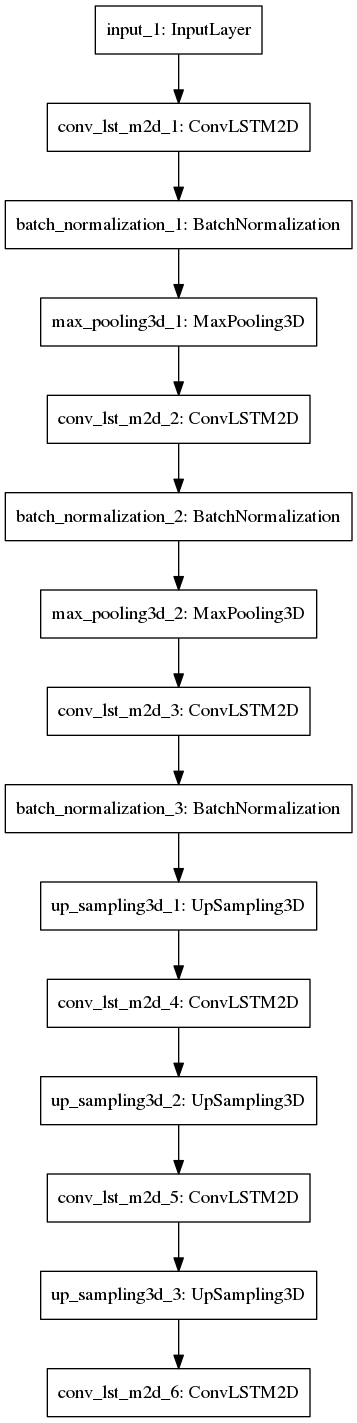 input_1: InputLayer
conv_lst_m2d_1: ConvLSTM2D
batch_normalization_1: BatchNormalization
max_pooling3d_1: MaxPooling3D
conv_lst_m2d_2: ConvLSTM2D
batch_normalization_2: BatchNormalization
max_pooling3d_2: MaxPooling3D
conv_lst_m2d_3: ConvLSTM2D
batch_normalization_3: BatchNormalization
up_sampling3d_1: UpSampling3D
conv_lst_m2d_4: ConvLSTM2D
up_sampling3d_2: UpSampling3D
conv_lst_m2d_5: ConvLSTM2D
up_sampling3d_3: UpSampling3D
conv_lst_m2d_6: ConvLSTM2D